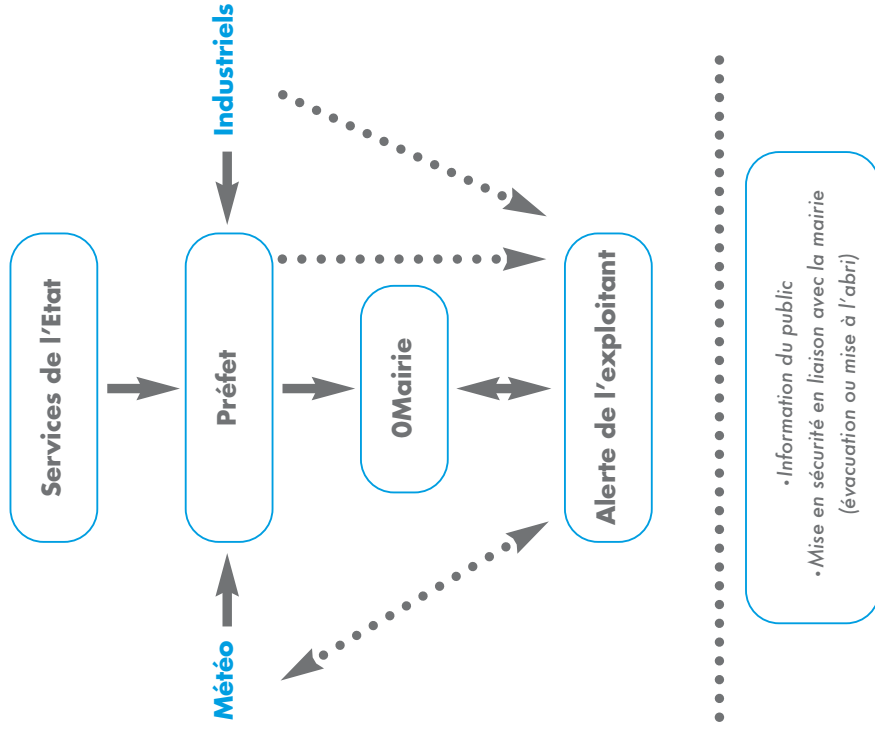 Services de l'Etat
Météo
Préfet
Industriels
0Mairie
Alerte de l'exploitant
•Information du public
•Mise en sécurité en liaison avec la mairie
(évacuation ou mise à l'abri)